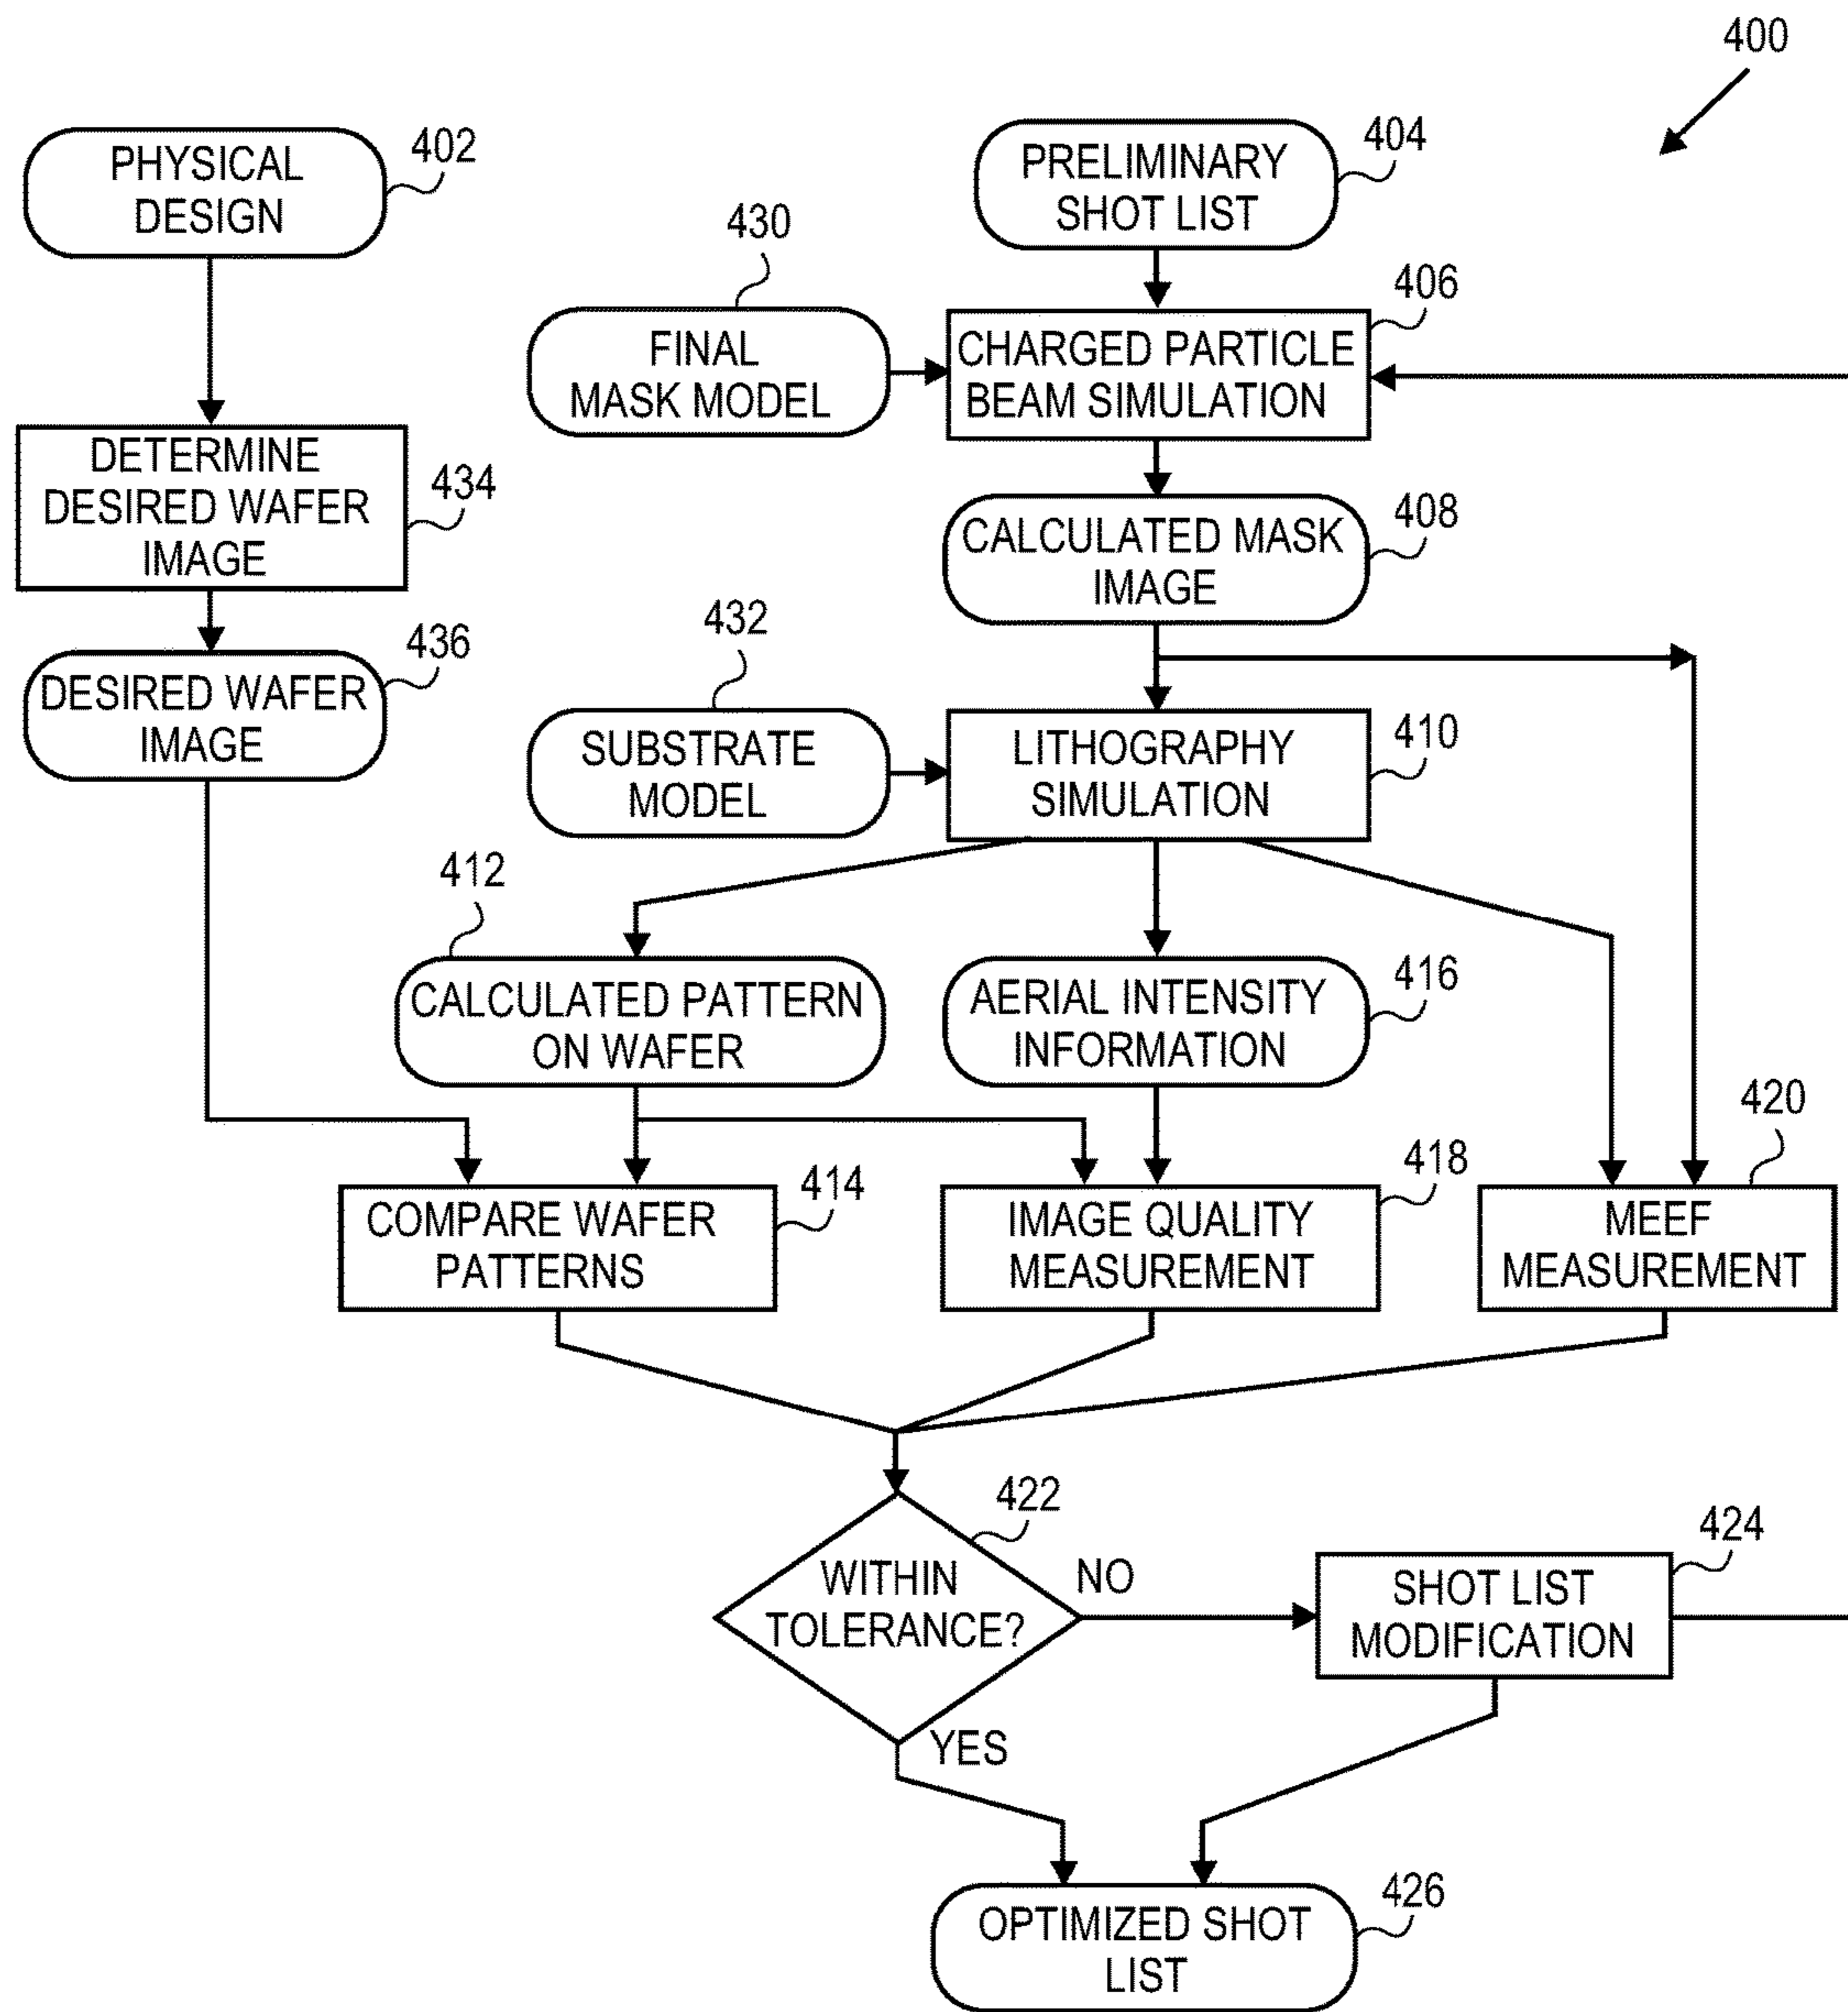 400
PHYSICAL
DESIGN
402
PRELIMINARY
SHOT LIST
404
430
FINAL
MASK MODEL
CHARGED PARTICLE
BEAM SIMULATION
406
DETERMINE
DESIRED WAFER
IMAGE
434
CALCULATED MASK
IMAGE
408
432
436
DESIRED WAFER
IMAGE
SUBSTRATE
MODEL
LITHOGRAPHY
SIMULATION
410
412
CALCULATED PATTERN
ON WAFER
AERIAL INTENSITY
INFORMATION
416
COMPARE WAFER
PATTERNS
414
IMAGE QUALITY
MEASUREMENT
418
420
MEEF
MEASUREMENT
422
WITHIN
TOLERANCE?
NO
SHOT LIST
MODIFICATION
424
YES
OPTIMIZED SHOT
LIST
426